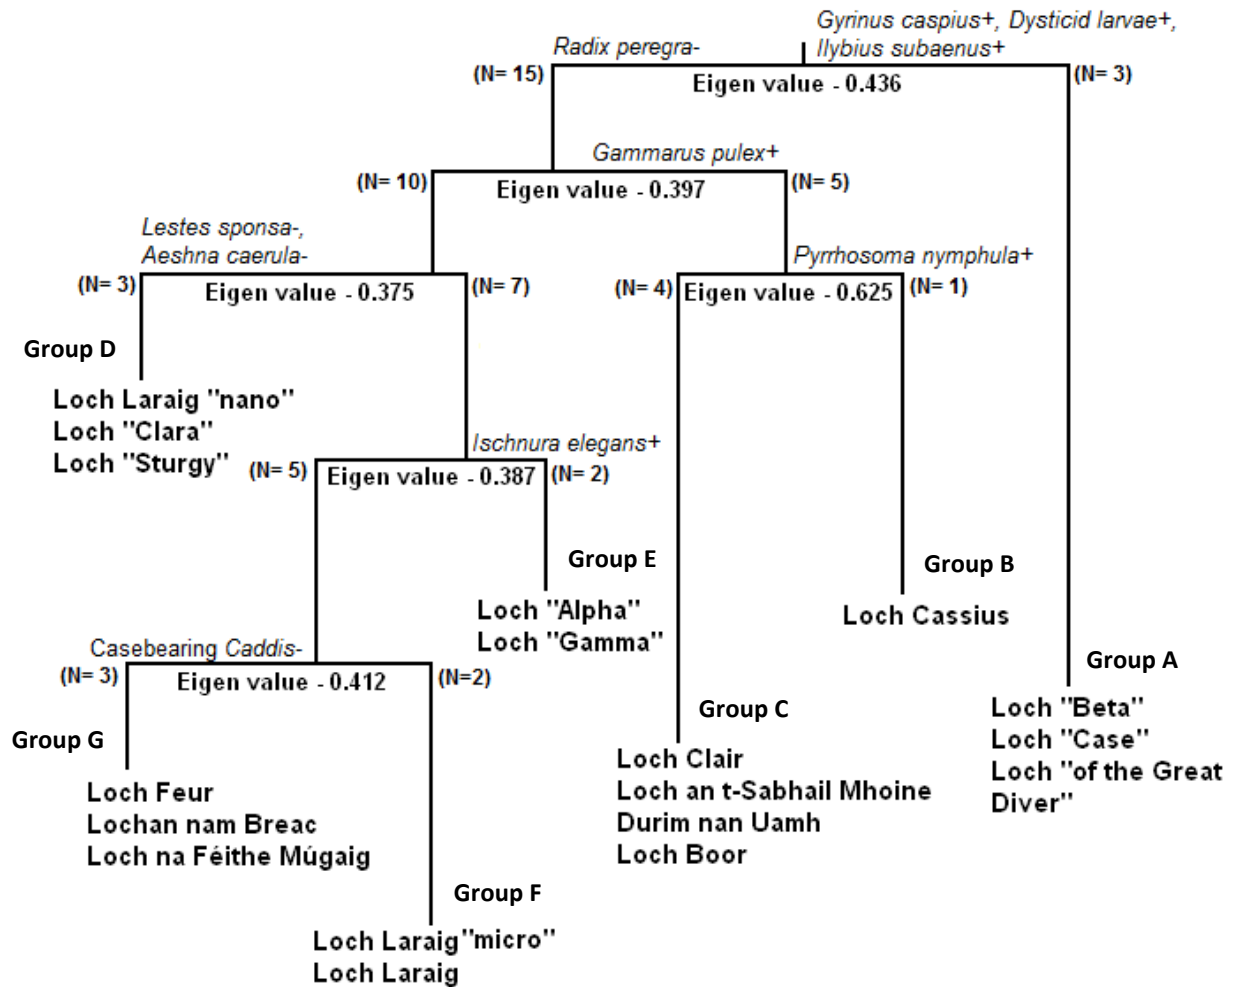 Gyrinus caspius+, Dysticid larvae+,
Radix peregra-
Ilybius subaenus+
(N= 15)
Eigen value - 0.436
(N= 3)
Gammarus pulex+
(N= 10)
Eigen value - 0.397
(N= 5)
Lestes sponsa-,
Aeshna caerula-
Pyrrhosoma nymphula+
(N= 3)
Eigen value - 0.375
(N= 7)
(N= 4)
Eigen value - 0.625
(N= 1)
Group D
Loch Laraig "nano"
Loch "Clara"
Loch "Sturgy"
Ischnura elegans+
(N= 5)
Eigen value - 0.387
(N= 2)
Group E
Loch "Alpha"
Loch "Gamma"
Group B
Loch Cassius
Casebearing Caddis-
(N= 3)
Eigen value - 0.412
(N=2)
Group A
Loch "Beta"
Loch "Case"
Loch "of the Great
Diver"
Group C
Loch Clair
Loch an t-Sabhail Mhoine
Durim nan Uamh
Loch Boor
Group G
Loch Feur
Lochan nam Breac
Loch na Féithe Múgaig
Group F
Loch Laraig "micro"
Loch Laraig